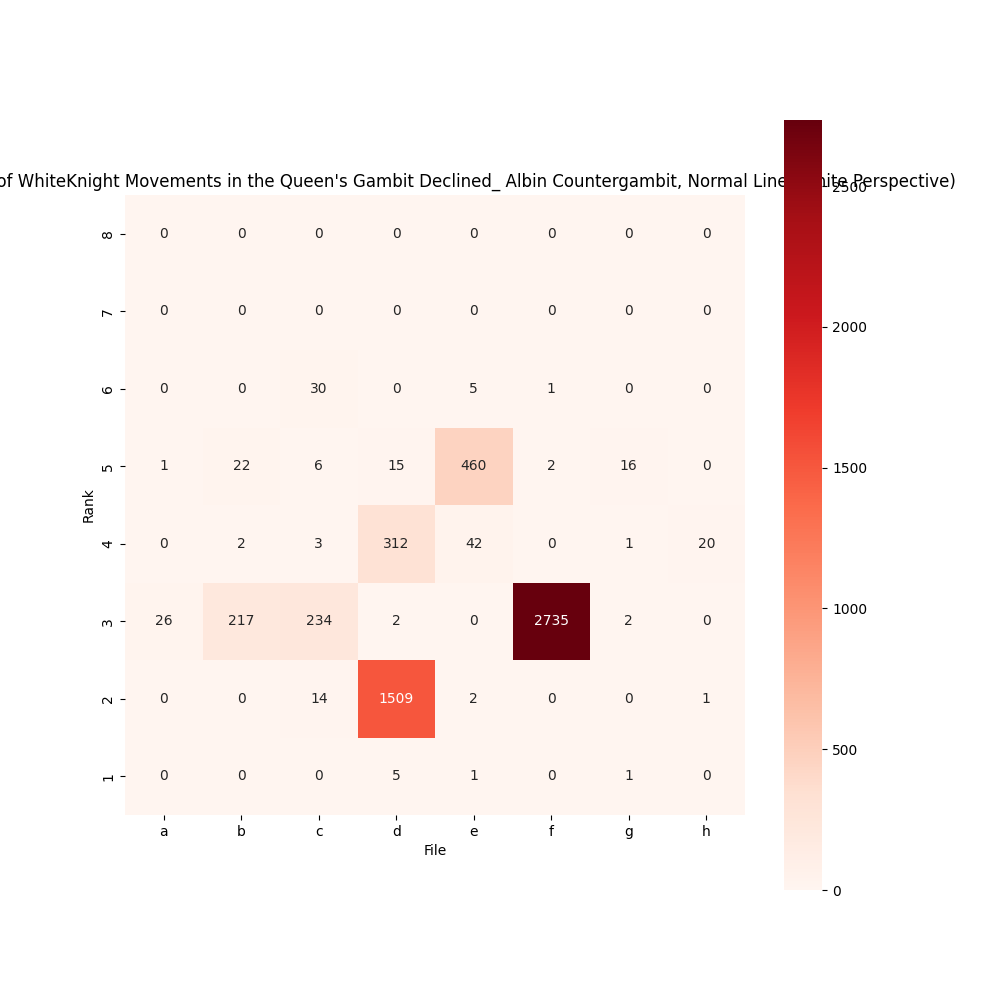 of WhiteKnight Movements in the Queen's Gambit Declined_ Albin Countergambit, Normal Line Perspective)
2500
8 0 0 0 0 0 0 0 0
7 0 0 0 0 0 0 0 0
2000
6 0 0 30 0 5 1 0 0
5 1 22 6 15 460 2 16 0
1500
Rank
4 0 2 3 312 42 0 1 20
1000
3 26 217 234 2 0 2735 2 0
2 0 0 14 1509 2 0 0 1
500
1 0 0 0 5 1 0 1 0
a b c d e f g h
File
0